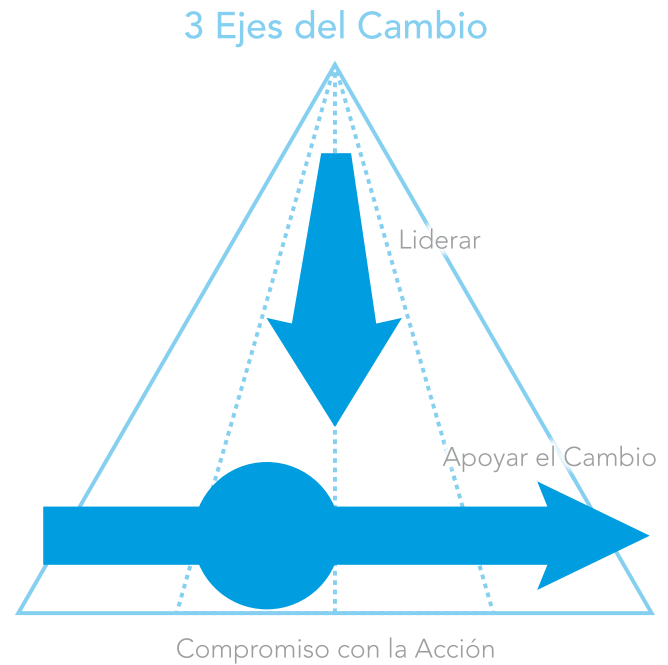 3 Ejes del Cambio
Liderar
Apoyar el Cambio
Compromiso con la Acción